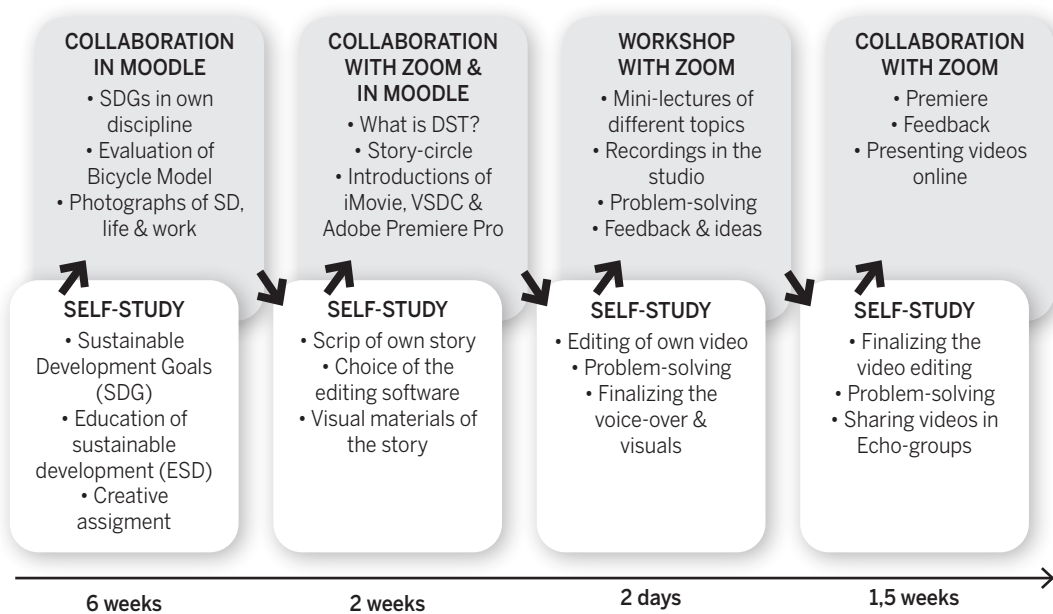 COLLABORATION
IN MOODLE
• SDGs in own
discipline
• Evaluation of
Bicycle Model
• Photographs of SD,
life & work
SELF-STUDY
• Sustainable
Development Goals
(SDG)
• Education of
sustainable
development (ESD)
• Creative
assigment
COLLABORATION
WITH ZOOM &
IN MOODLE
• What is DST?
• Story-circle
• Introductions of
iMovie, VSDC &
Adobe Premiere Pro
SELF-STUDY
• Scrip of own story
• Choice of the
editing software
• Visual materials of
the story
WORKSHOP
WITH ZOOM
• Mini-lectures of
different topics
• Recordings in the
studio
• Problem-solving
• Feedback & ideas
SELF-STUDY
• Editing of own video
• Problem-solving
• Finalizing the
voice-over &
visuals
COLLABORATION
WITH ZOOM
• Premiere
• Feedback
• Presenting videos
online
SELF-STUDY
• Finalizing the
video editing
• Problem-solving
• Sharing videos in
Echo-groups
6 weeks
2 weeks
2 days
1,5 weeks